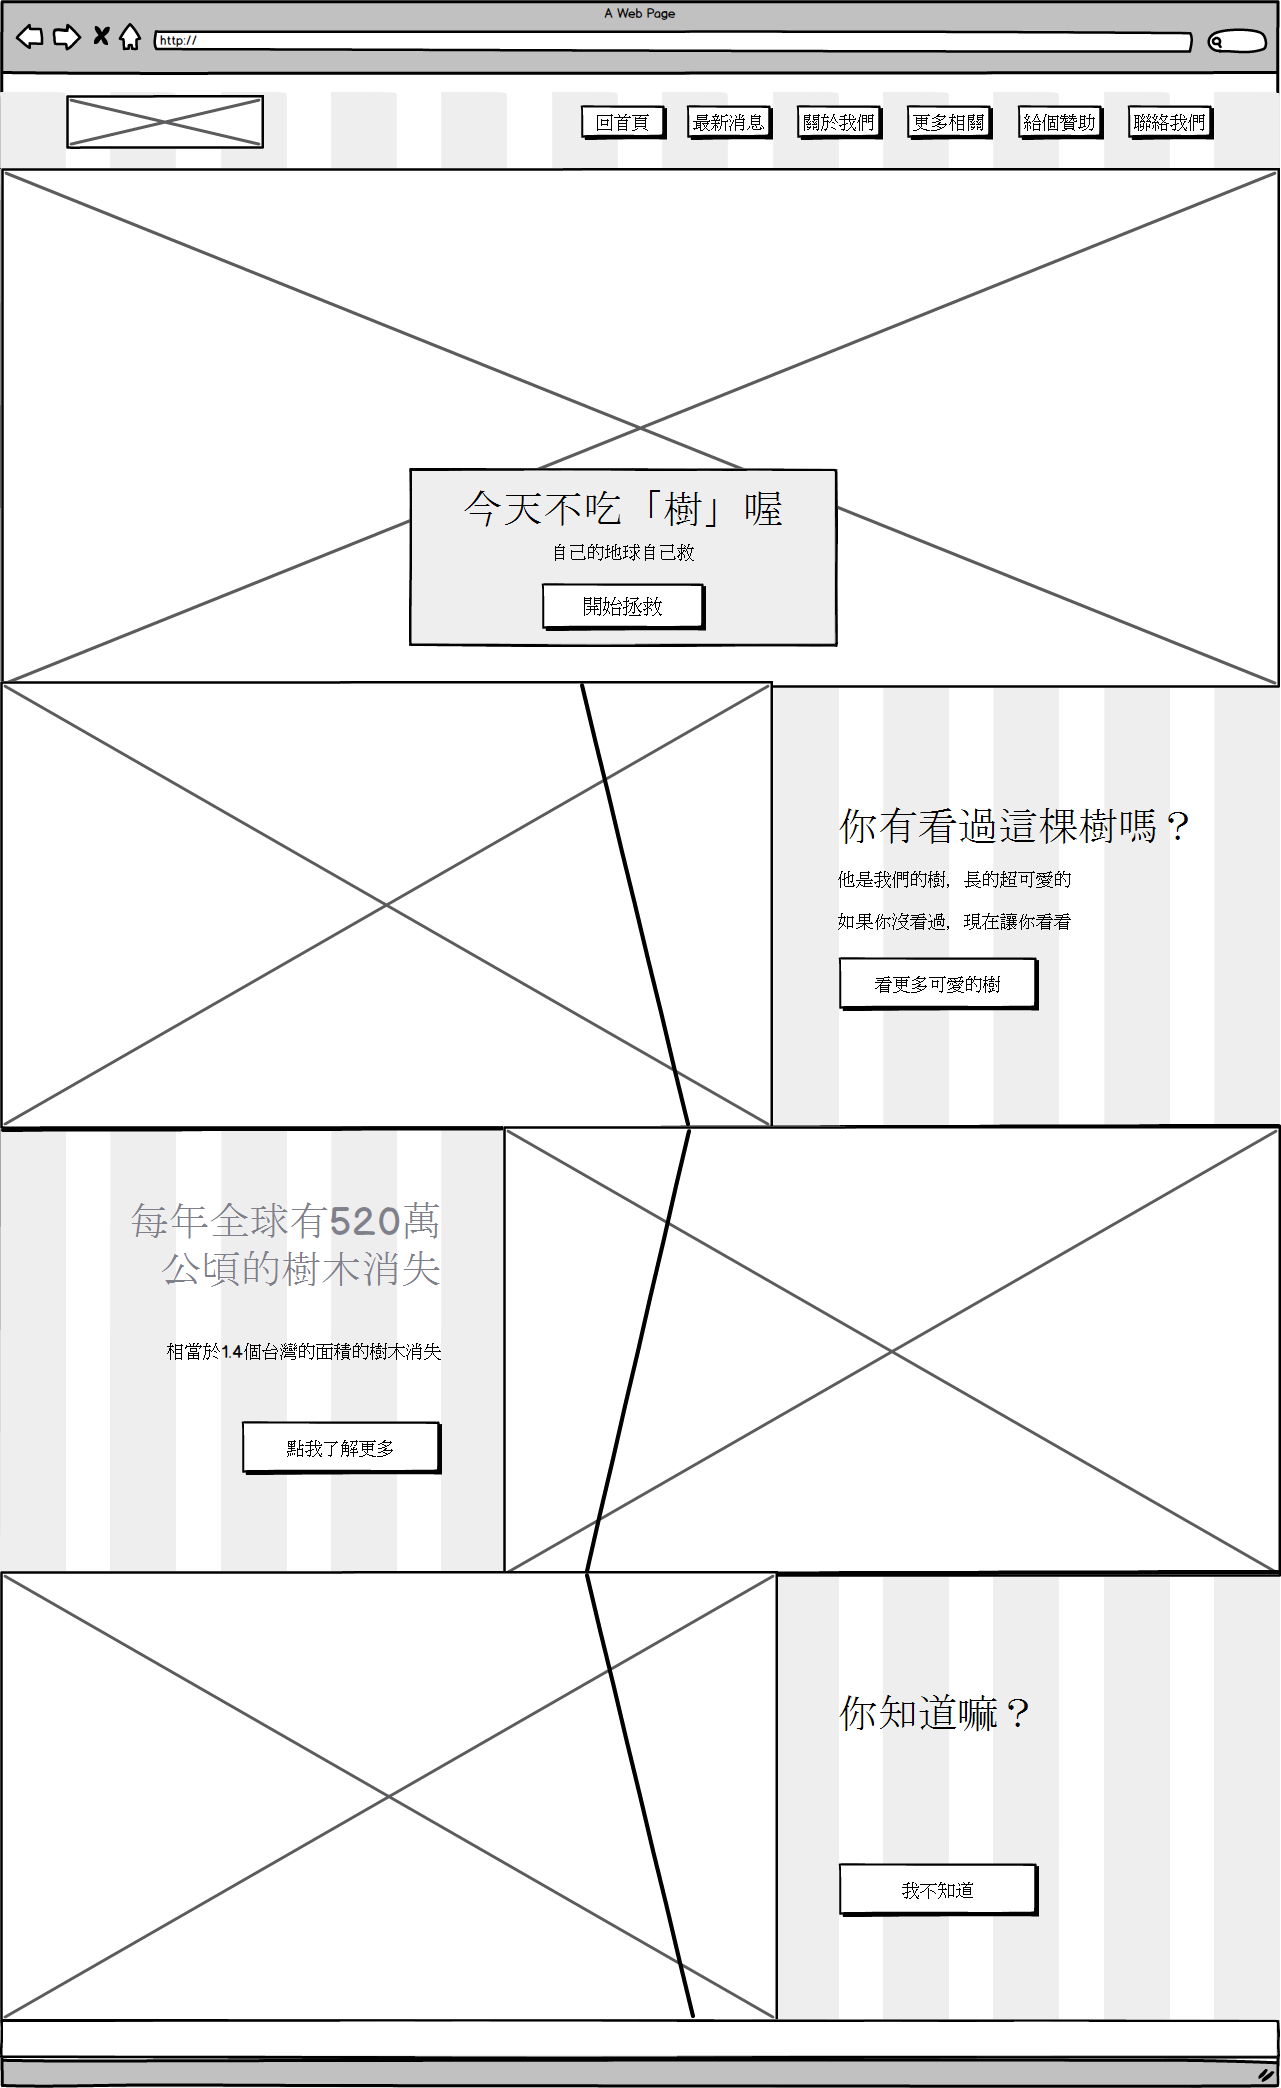 A Web Page
http://
回首頁
最新消息
關於我們
更多相關
給個贊助
聯絡我們
今天不吃「樹」喔
自己的地球自己救
開始拯救
你有看過這棵樹嗎？
他是我們的樹，長的超可愛的
如果你沒看過，現在讓你看看
看更多可愛的樹
每年全球有520萬
公頃的樹木消失
相當於1.4個台灣的面積的樹木消失
點我了解更多
你知道嘛？
我不知道